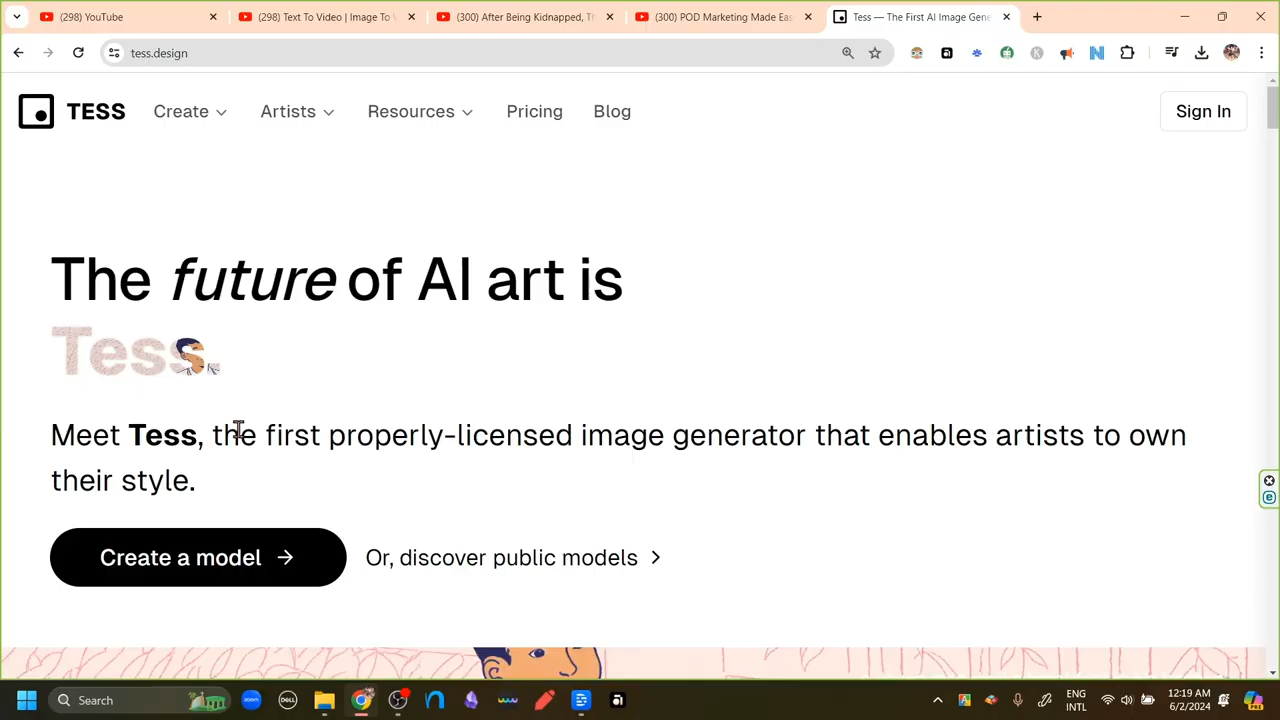 (298) YouTube
(298) Text To Video | Image To V
(300) After Being Kidnapped, Th
(300) POD Marketing Made Eas
Tess — The First AI Image Gene
tess.design
TESS
Create
Artists
Resources
Pricing
Blog
Sign In
The future of AI art is
Tess.
Meet Tess, the first properly-licensed image generator that enables artists to own
their style.
Create a model →
Or, discover public models
Search
zoom
DELL
ENG
INTL
12:19 AM
6/2/2024